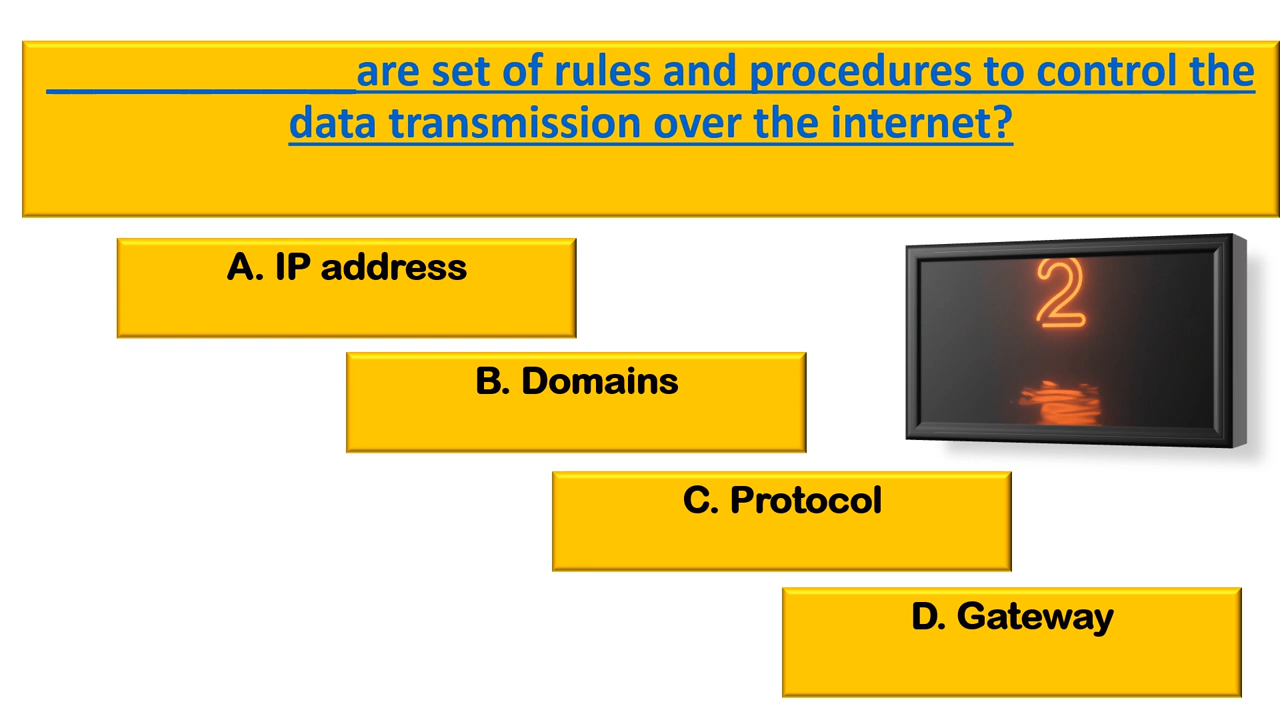 ______________are set of rules and procedures to control the
data transmission over the internet?
A. IP address
2
B. Domains
C. Protocol
D. Gateway